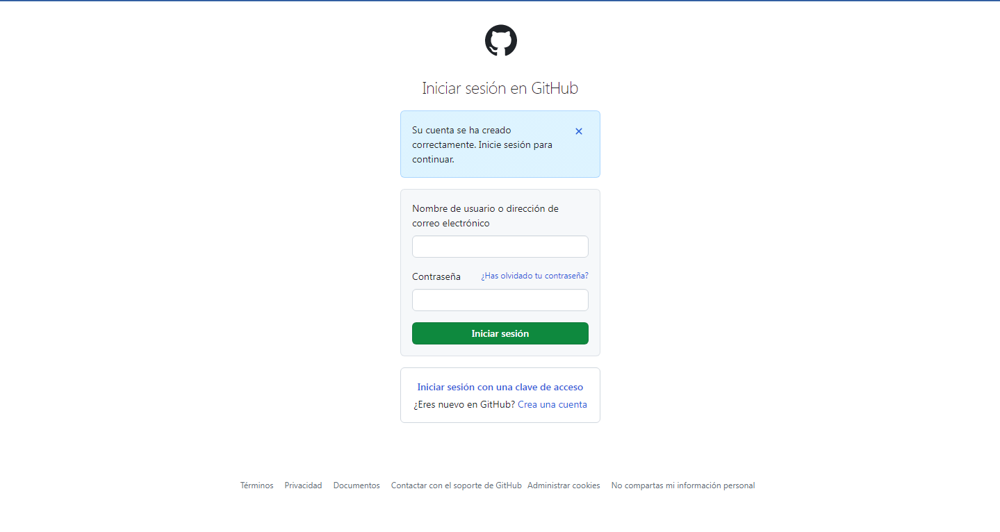 Iniciar sesión en GitHub
Su cuenta se ha creado
correctamente. Inicie sesión para
continuar.
Nombre de usuario o dirección de
correo electrónico
Contraseña ¿Has olvidado tu contraseña?
Iniciar sesión
Iniciar sesión con una clave de acceso
¿Eres nuevo en GitHub? Crea una cuenta
Términos Privacidad Documentos Contactar con el soporte de GitHub Administrar cookies No compartas mi información personal